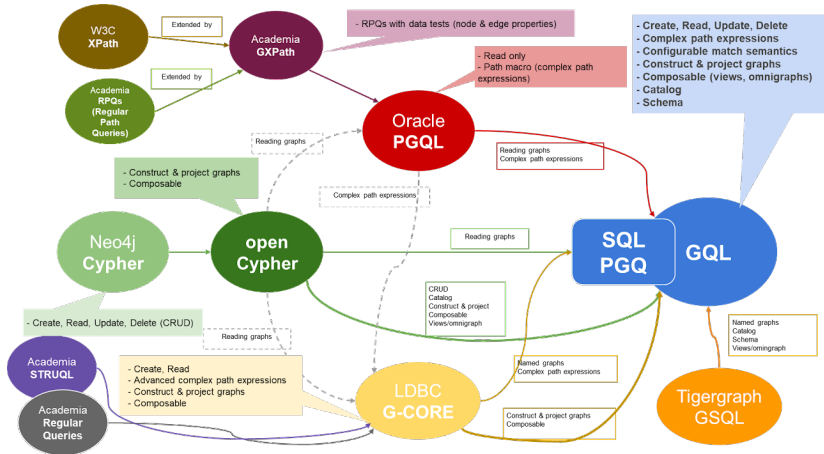 W3C
XPath
Extended by
Academia
GXPath
- RPQs with data tests (node & edge properties)
- Create, Read, Update, Delete
- Complex path expressions
- Configurable match semantics
- Construct & project graphs
- Composable (views, omnigraphs)
- Catalog
- Schema
- Read only
- Path macro (complex path
expressions)
Extended by
Academia
RPQs
(Regular
Path
Queries)
Oracle
PGQL
Reading graphs
Reading graphs
Complex path expressions
- Construct & project graphs
- Composable
Complex path expressions
Neo4j
Cypher
open
Cypher
Reading graphs
SQL
PGQ
GQL
CRUD
Catalog
Construct & project
Composable
Views/omnigraph
- Create, Read, Update, Delete (CRUD)
Reading graphs
Named graphs
Catalog
Schema
Views/omingraph
Academia
STRUQL
- Create, Read
- Advanced complex path expressions
- Construct & project graphs
- Composable
Named graphs
Complex path expressions
LDBC
G-CORE
Tigergraph
GSQL
Academia
Regular
Queries
Construct & project graphs
Composable